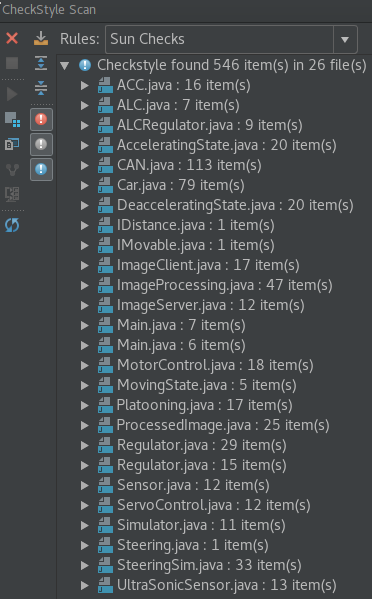 CheckStyle Scan
Rules: Sun Checks
Checkstyle found 546 item(s) in 26 file(s)
ACC.java : 16 item(s)
ALC.java : 7 item(s)
ALCRegulator.java : 9 item(s)
AcceleratingState.java : 20 item(s)
CAN.java : 113 item(s)
Car.java : 79 item(s)
DeacceleratingState.java : 20 item(s)
IDistance.java : 1 item(s)
IMovable.java : 1 item(s)
ImageClient.java : 17 item(s)
ImageProcessing.java : 47 item(s)
ImageServer.java : 12 item(s)
Main.java : 7 item(s)
Main.java : 6 item(s)
MotorControl.java : 18 item(s)
MovingState.java : 5 item(s)
Platooning.java : 17 item(s)
ProcessedImage.java : 25 item(s)
Regulator.java : 29 item(s)
Regulator.java : 15 item(s)
Sensor.java : 12 item(s)
ServoControl.java : 12 item(s)
Simulator.java : 11 item(s)
Steering.java : 1 item(s)
SteeringSim.java : 33 item(s)
UltraSonicSensor.java : 13 item(s)